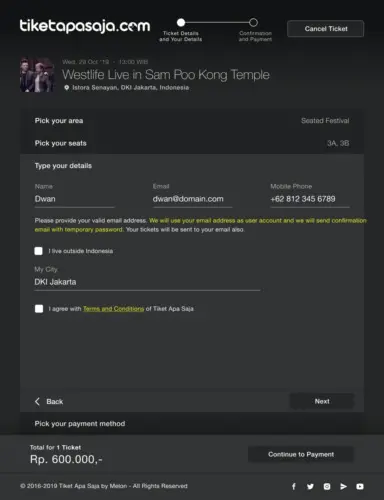 tiketapasaja.com
Ticket Details
and Your Details
Confirmation
and Payment
Cancel Ticket
Wed, 29 Oct '19 - 13:00 WIB
Westlife Live in Sam Poo Kong Temple
Istora Senayan, DKI Jakarta, Indonesia
Pick your area
Seated Festival
Pick your seats
3A, 3B
Type your details
Name
Email
Mobile Phone
Dwan
dwan@domain.com
+62 812 345 6789
Please provide your valid email address. We will use your email address as user account and we will send confirmation
email with temporary password. Your tickets will be sent to your email also.
I live outside Indonesia
My City
DKI Jakarta
I agree with Terms and Conditions of Tiket Apa Saja
Back
Next
Pick your payment method
Total for 1 Ticket
Rp. 600.000,-
Continue to Payment
© 2016-2019 Tiket Apa Saja by Melon - All Rights Reserved